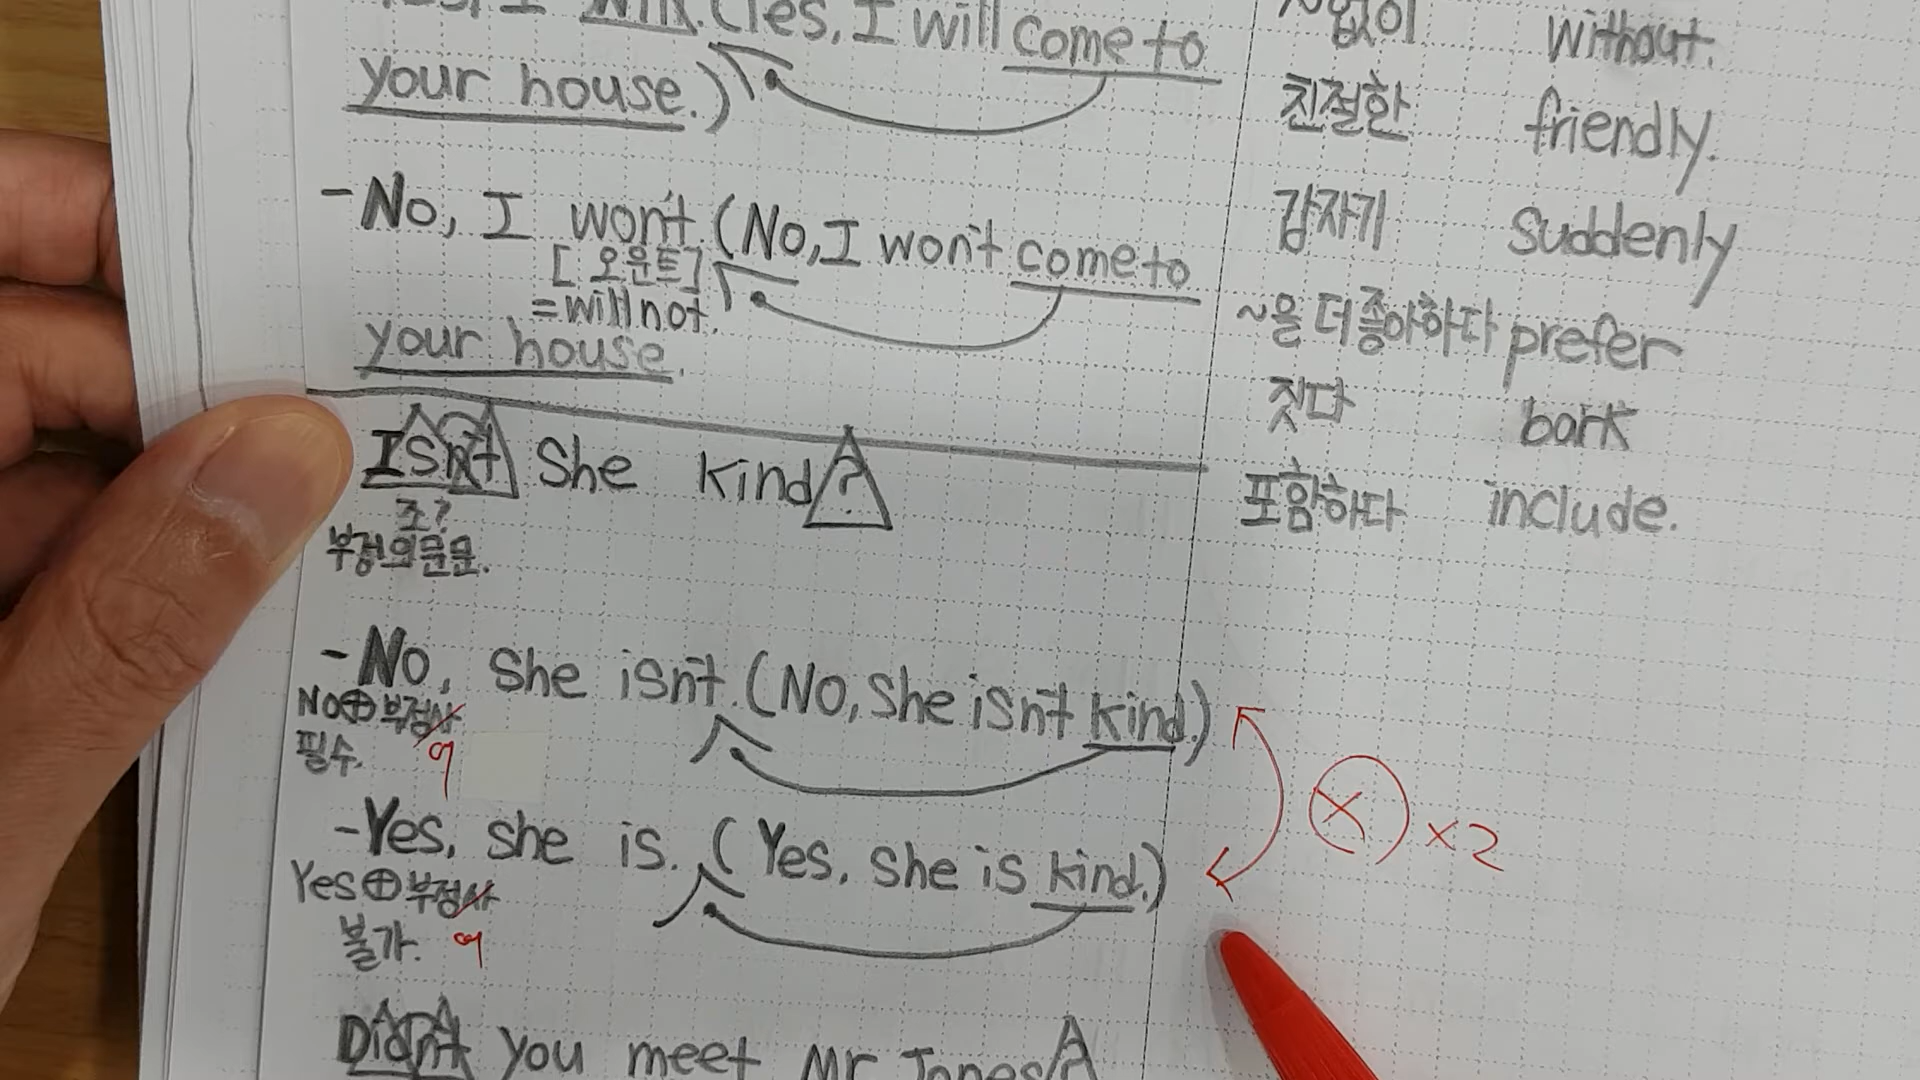 I will. (Yes, I will come to
your house.)
-No, I won't. (No, I won't come to
[오운트]
=will not.
your house.
Isn't she kind?
조?
부정의문문.
-No, she isn't. (No, she isn't kind.)
No⊕부정사
필수. 어
-Yes, she is. (Yes, she is kind.)
Yes⊕부정사
불가. 어
Didn't you meet Mr Jones?
~없이 without.
친절한 friendly.
갑자기 suddenly
~을 더 좋아하다 prefer
짓다 bark
포함하다 include.
X ×2